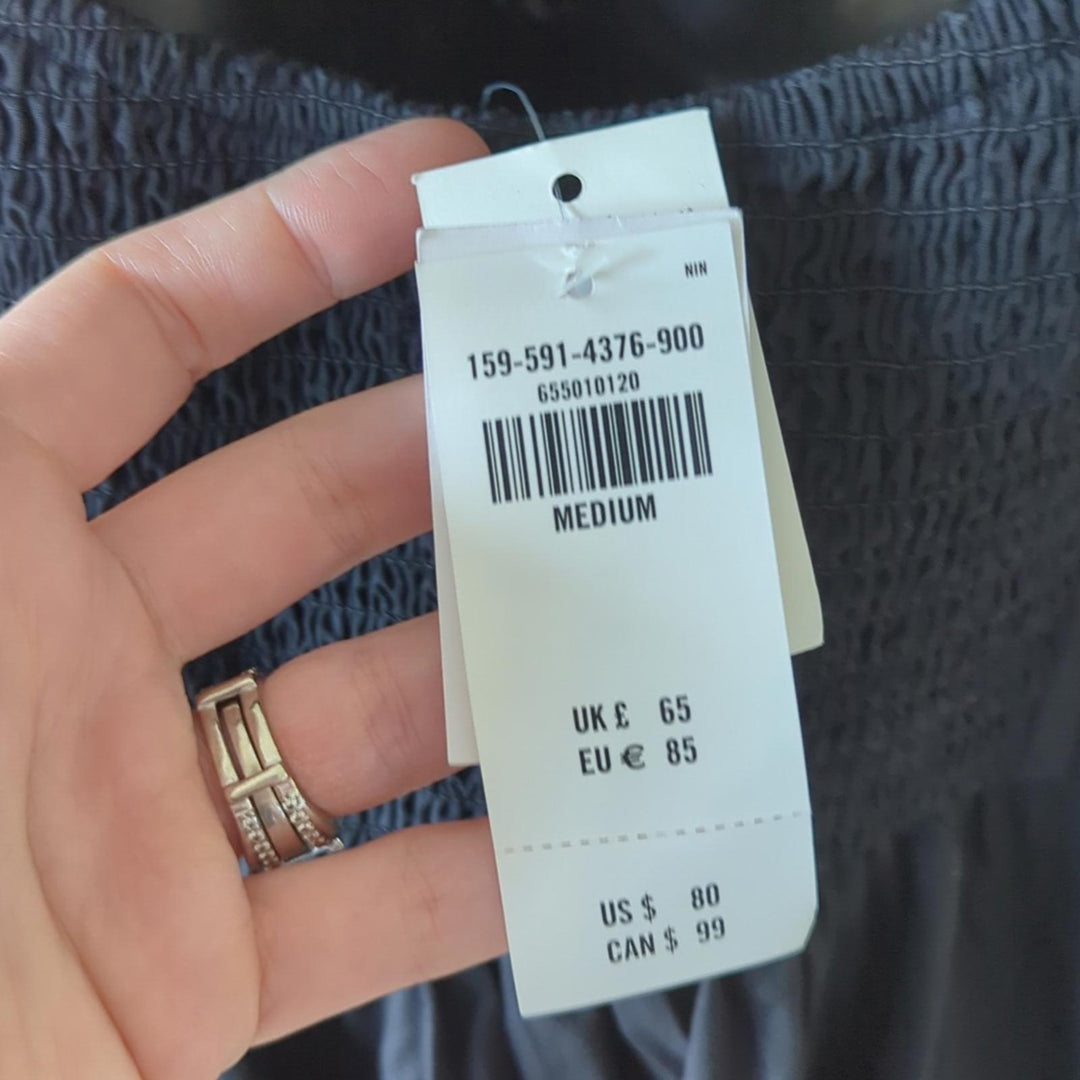 NIN
159-591-4376-900
655010120
MEDIUM
UK £ 65
EU € 85
US $ 80
CAN $ 99